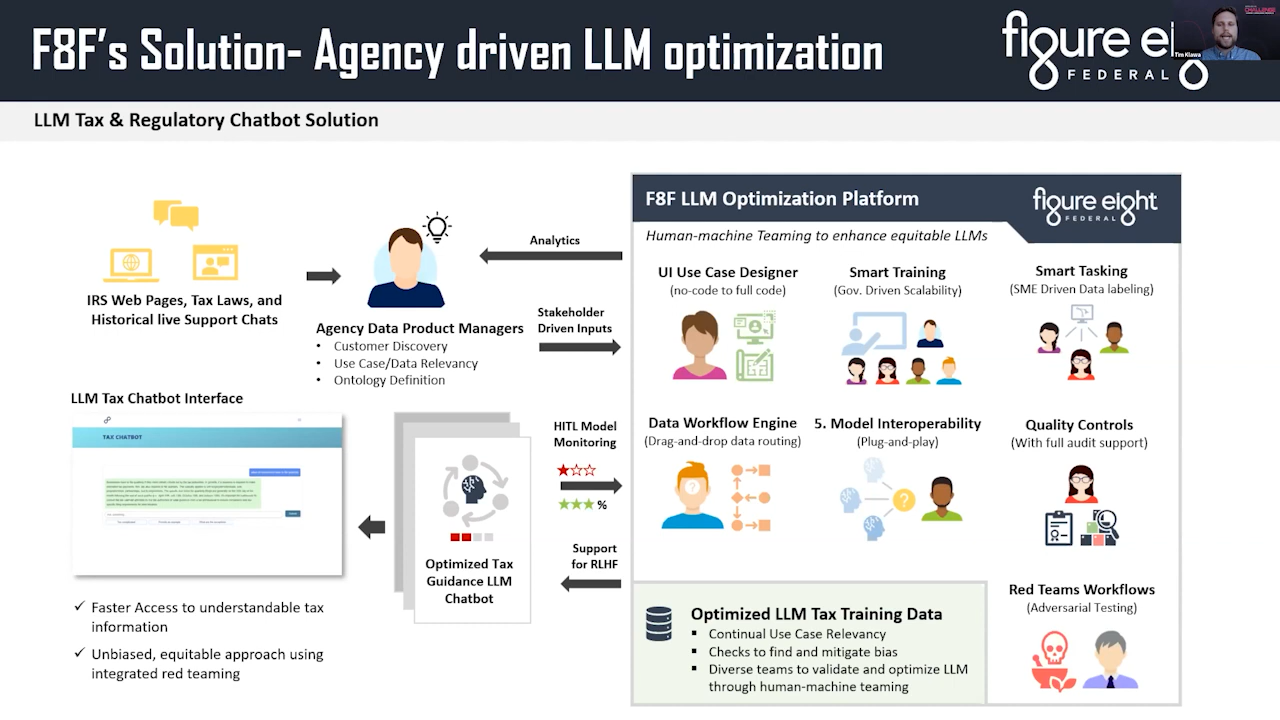 F8F's Solution- Agency driven LLM optimization
figure ei
FEDERAL
CHALLENGE
Tim Klawa
LLM Tax & Regulatory Chatbot Solution
IRS Web Pages, Tax Laws, and
Historical live Support Chats
Agency Data Product Managers
• Customer Discovery
• Use Case/Data Relevancy
• Ontology Definition
Analytics
Stakeholder
Driven Inputs
LLM Tax Chatbot Interface
TAX CHATBOT
✓ Faster Access to understandable tax
information
✓ Unbiased, equitable approach using
integrated red teaming
Optimized Tax
Guidance LLM
Chatbot
HITL Model
Monitoring
%
Support
for RLHF
F8F LLM Optimization Platform
figure eight
FEDERAL
Human-machine Teaming to enhance equitable LLMs
UI Use Case Designer
(no-code to full code)
Smart Training
(Gov. Driven Scalability)
Smart Tasking
(SME Driven Data labeling)
Data Workflow Engine
(Drag-and-drop data routing)
5. Model Interoperability
(Plug-and-play)
Quality Controls
(With full audit support)
Red Teams Workflows
(Adversarial Testing)
Optimized LLM Tax Training Data
▪ Continual Use Case Relevancy
▪ Checks to find and mitigate bias
▪ Diverse teams to validate and optimize LLM
through human-machine teaming